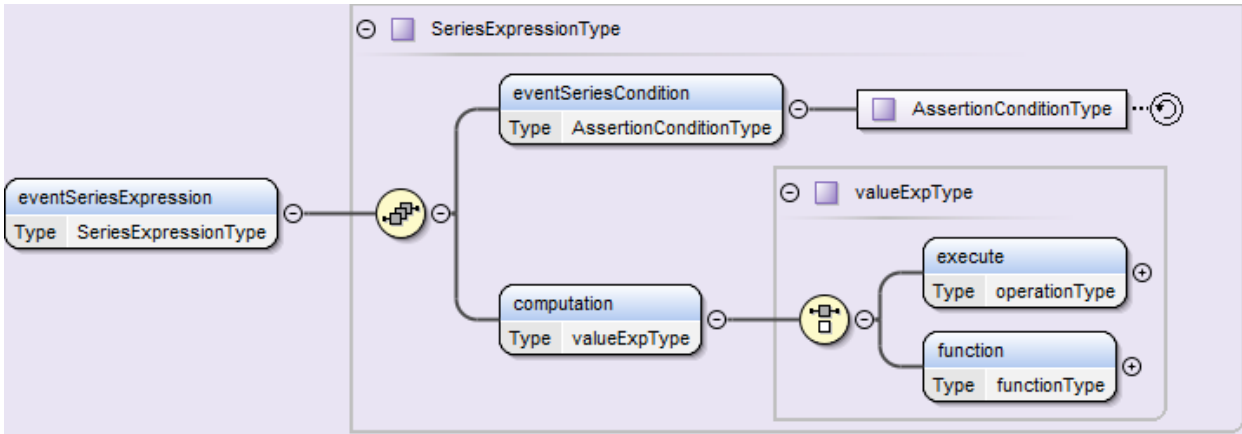 SeriesExpressionType
eventSeriesCondition
Type AssertionConditionType
AssertionConditionType
eventSeriesExpression
Type SeriesExpressionType
valueExpType
execute
Type operationType
computation
Type valueExpType
function
Type functionType